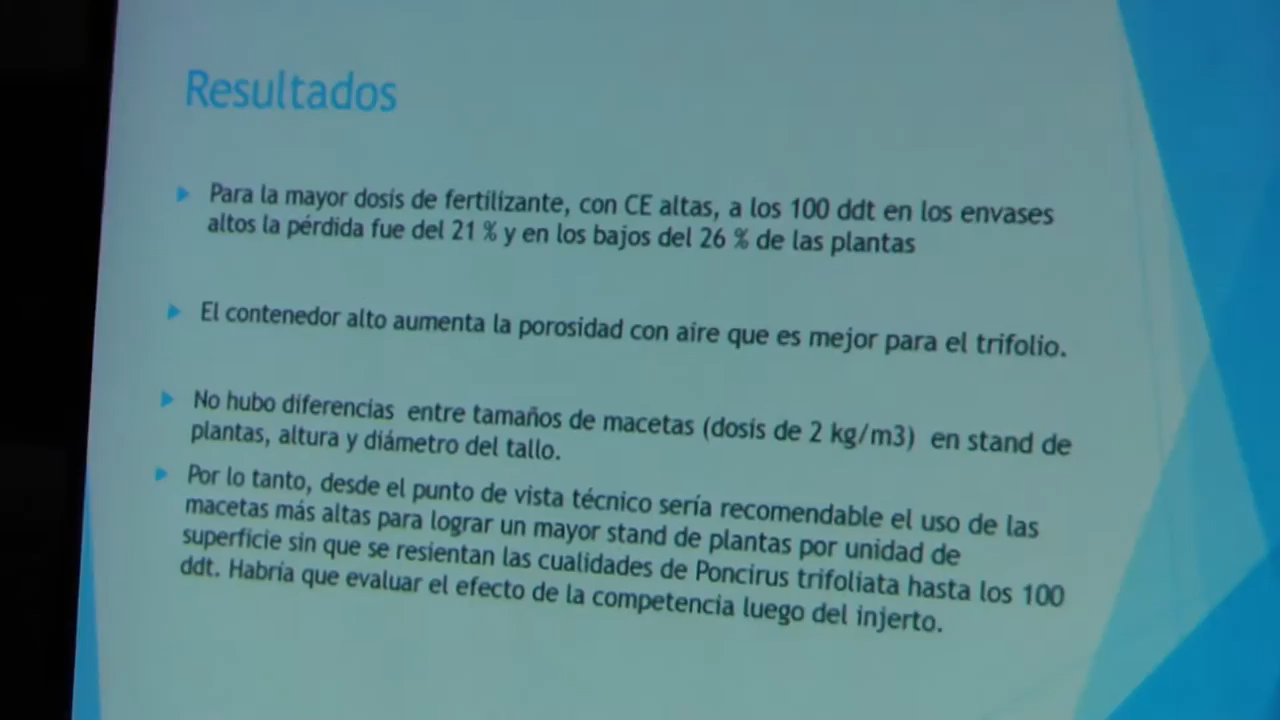 Resultados
Para la mayor dosis de fertilizante, con CE altas, a los 100 ddt en los envases
altos la pérdida fue del 21 % y en los bajos del 26 % de las plantas
El contenedor alto aumenta la porosidad con aire que es mejor para el trifolio.
No hubo diferencias entre tamaños de macetas (dosis de 2 kg/m3) en stand de
plantas, altura y diámetro del tallo.
Por lo tanto, desde el punto de vista técnico sería recomendable el uso de las
macetas más altas para lograr un mayor stand de plantas por unidad de
superficie sin que se resientan las cualidades de Poncirus trifoliata hasta los 100
ddt. Habría que evaluar el efecto de la competencia luego del injerto.